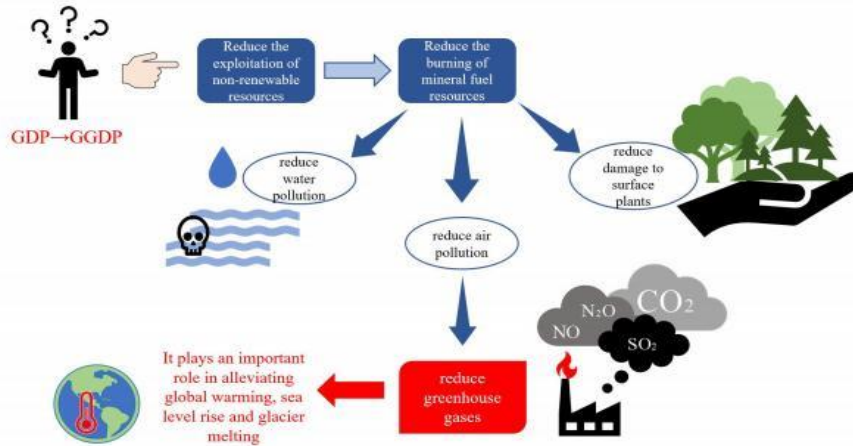 ? ? ?
GDP→GGDP
Reduce the
exploitation of
non-renewable
resources
Reduce the
burning of
mineral fuel
resources
reduce
water
pollution
reduce air
pollution
reduce
damage to
surface
plants
CO₂
N₂O
NO
SO₂
reduce
greenhouse
gases
It plays an important
role in alleviating
global warming, sea
level rise and glacier
melting